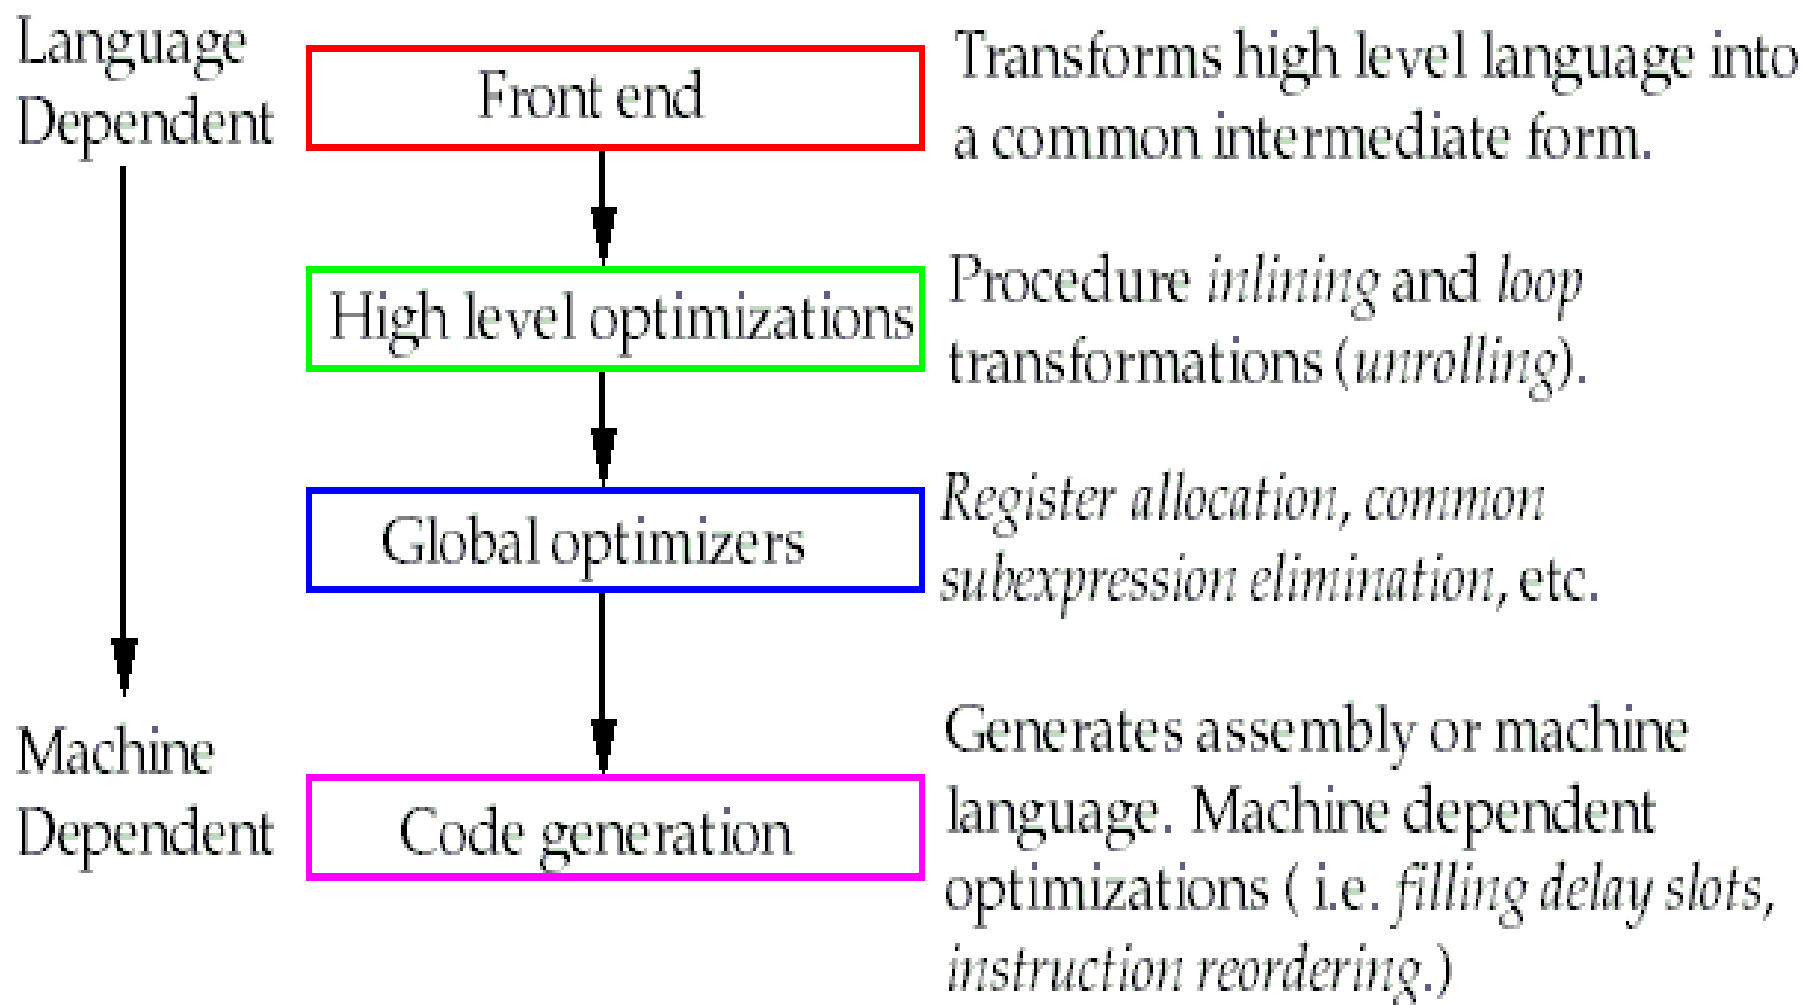 Language
Dependent
Front end
Transforms high level language into
a common intermediate form.
High level optimizations
Procedure inlining and loop
transformations (unrolling).
Global optimizers
Register allocation, common
subexpression elimination, etc.
Machine
Dependent
Code generation
Generates assembly or machine
language. Machine dependent
optimizations ( i.e. filling delay slots,
instruction reordering.)